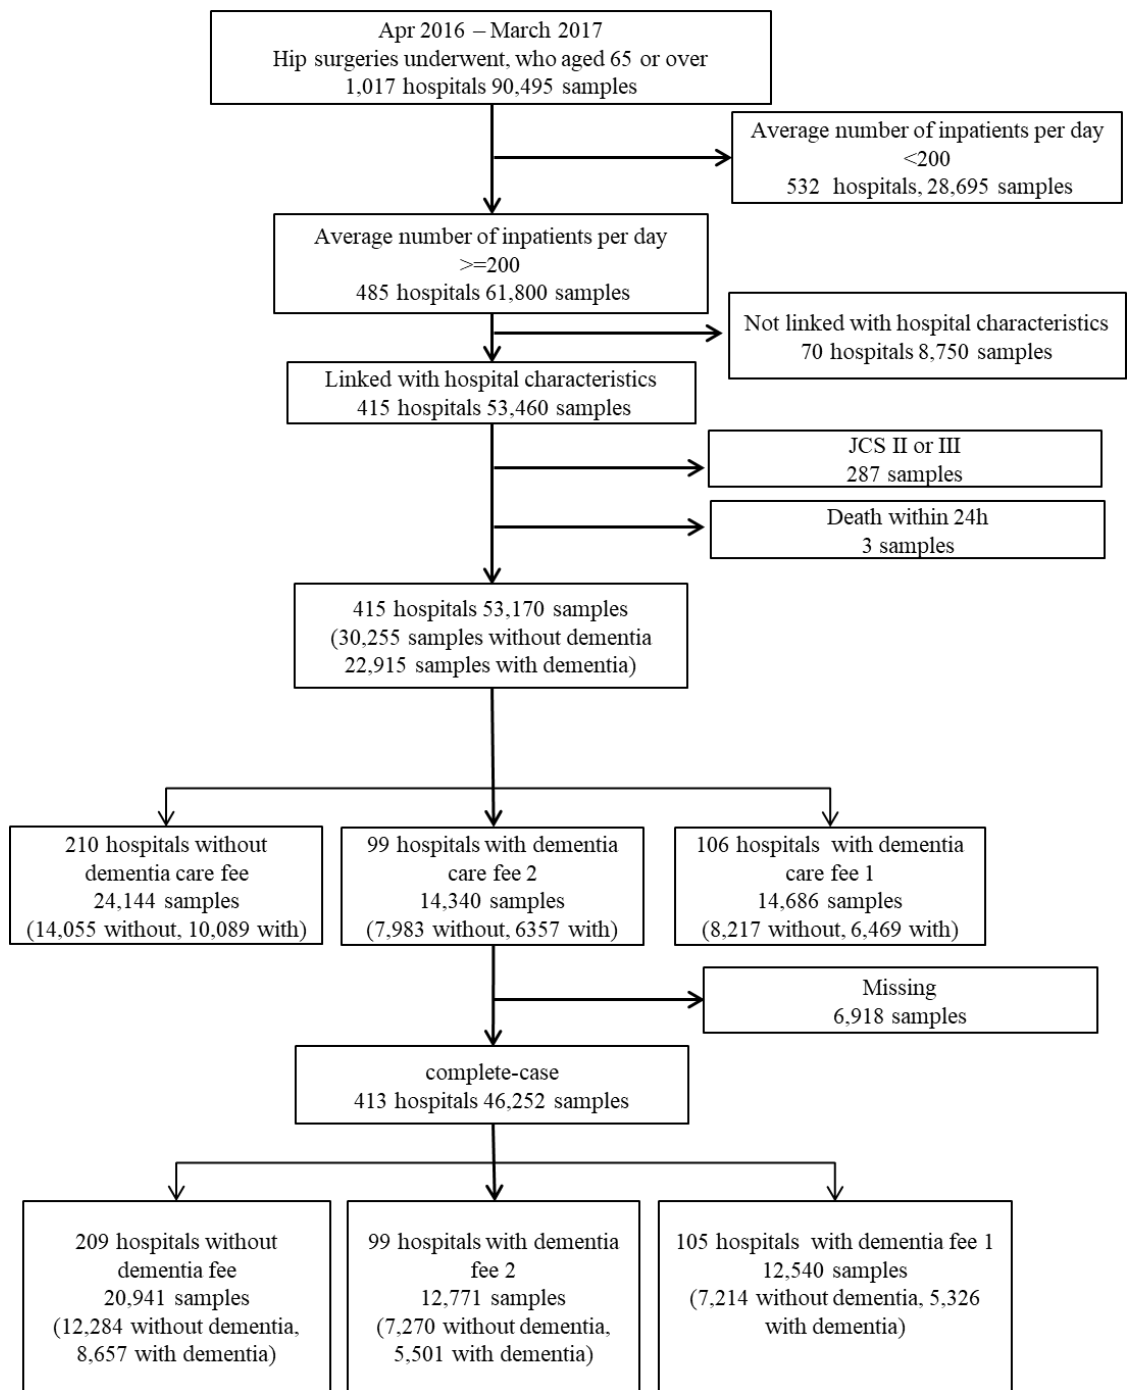 Apr 2016 – March 2017
Hip surgeries underwent, who aged 65 or over
1,017 hospitals 90,495 samples
Average number of inpatients per day
<200
532 hospitals, 28,695 samples
Average number of inpatients per day
>=200
485 hospitals 61,800 samples
Not linked with hospital characteristics
70 hospitals 8,750 samples
Linked with hospital characteristics
415 hospitals 53,460 samples
JCS II or III
287 samples
Death within 24h
3 samples
415 hospitals 53,170 samples
(30,255 samples without dementia
22,915 samples with dementia)
210 hospitals without
dementia care fee
24,144 samples
(14,055 without, 10,089 with)
99 hospitals with dementia
care fee 2
14,340 samples
(7,983 without, 6357 with)
106 hospitals with dementia
care fee 1
14,686 samples
(8,217 without, 6,469 with)
Missing
6,918 samples
complete-case
413 hospitals 46,252 samples
209 hospitals without
dementia fee
20,941 samples
(12,284 without dementia,
8,657 with dementia)
99 hospitals with dementia
fee 2
12,771 samples
(7,270 without dementia,
5,501 with dementia)
105 hospitals with dementia fee 1
12,540 samples
(7,214 without dementia, 5,326
with dementia)